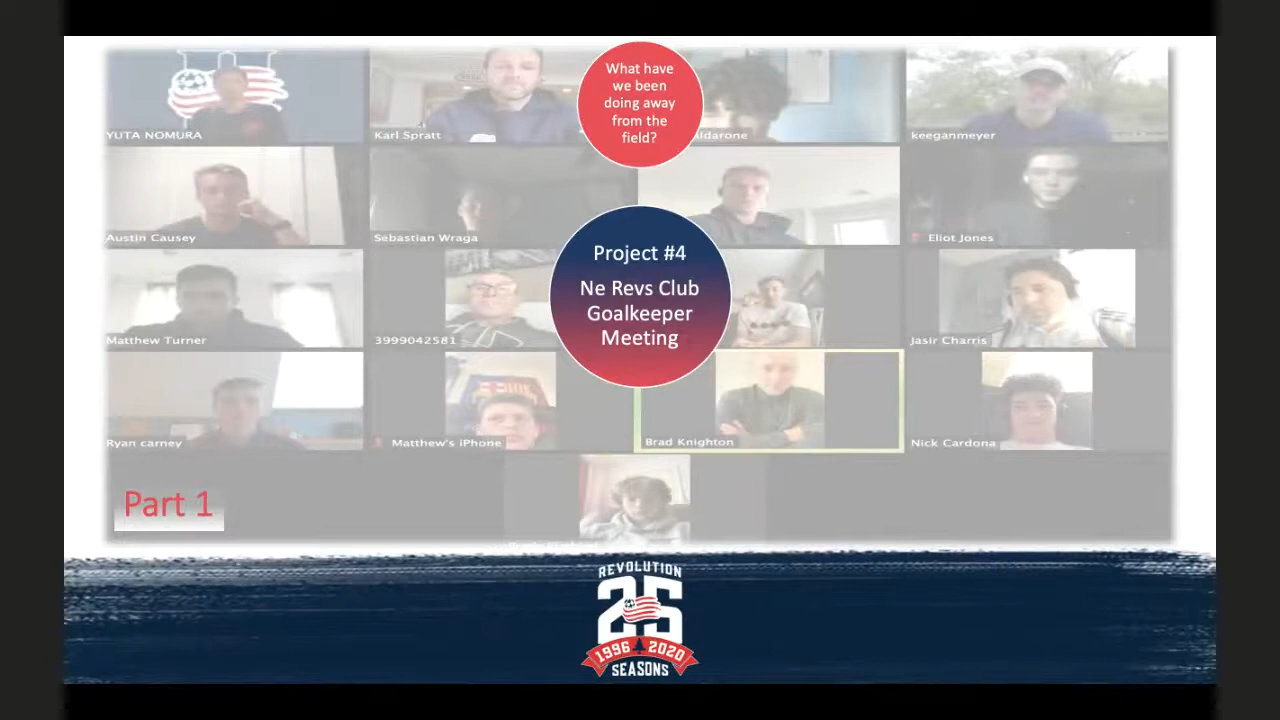 What have
we been
doing away
from the
field?
YUTA NOMURA
Karl Spratt
ldarone
keeganmeyer
Austin Causey
Sebastian Wraga
Eliot Jones
Project #4
Ne Revs Club
Goalkeeper
Meeting
Matthew Turner
3999042581
Jasir Charris
Ryan carney
Matthew's iPhone
Brad Knighton
Nick Cardona
Part 1
REVOLUTION
25
1996 2020
SEASONS